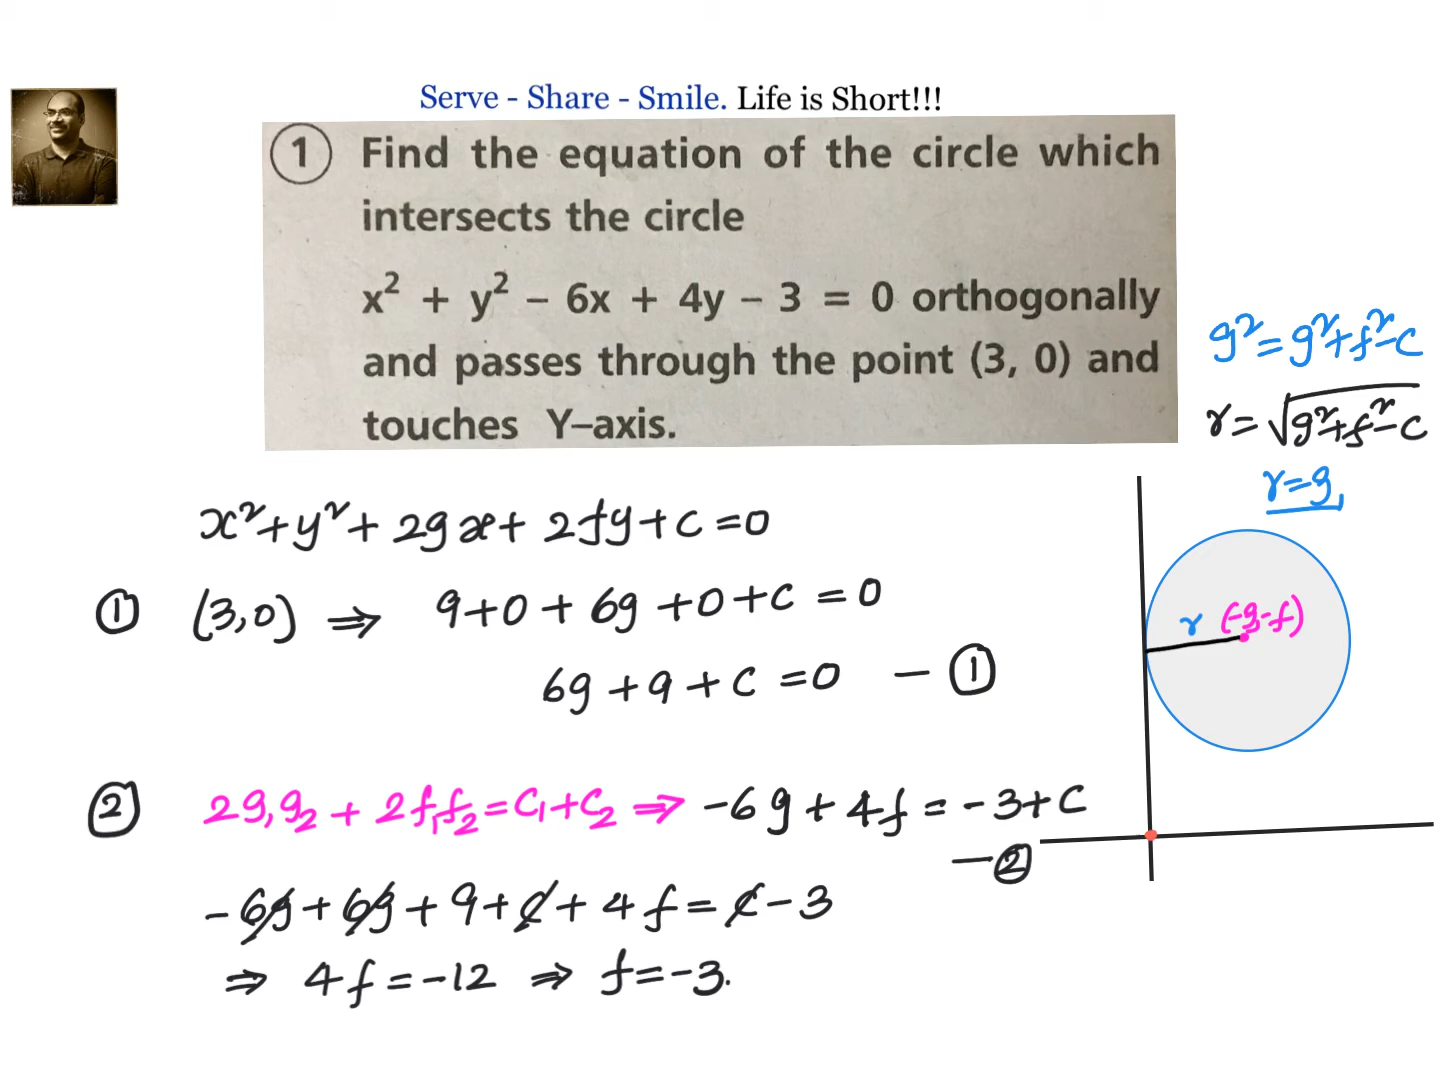 Serve - Share - Smile. Life is Short!!!
1 Find the equation of the circle which
intersects the circle
x² + y² – 6x + 4y – 3 = 0 orthogonally
and passes through the point (3, 0) and
touches Y–axis.
g² = g² + f² - c
r = √g² + f² - c
r = g,
x² + y² + 2gx + 2fy + c = 0
① (3,0) ⇒ 9+0+6g+0+c = 0
6g + 9 + c = 0 — ①
r (-g,-f)
② 2g₁g₂ + 2f₁f₂ = c₁+c₂ ⇒ -6g + 4f = -3+c
— ②
-6g + 6g + 9 + c + 4f = c - 3
⇒ 4f = -12 ⇒ f = -3.